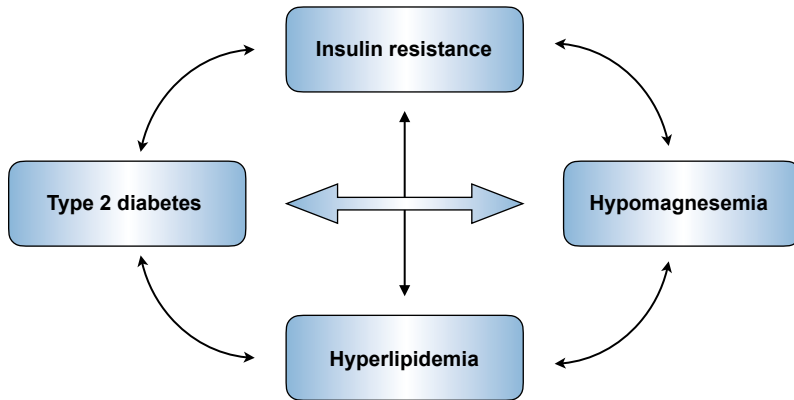 Insulin resistance
Type 2 diabetes
Hypomagnesemia
Hyperlipidemia